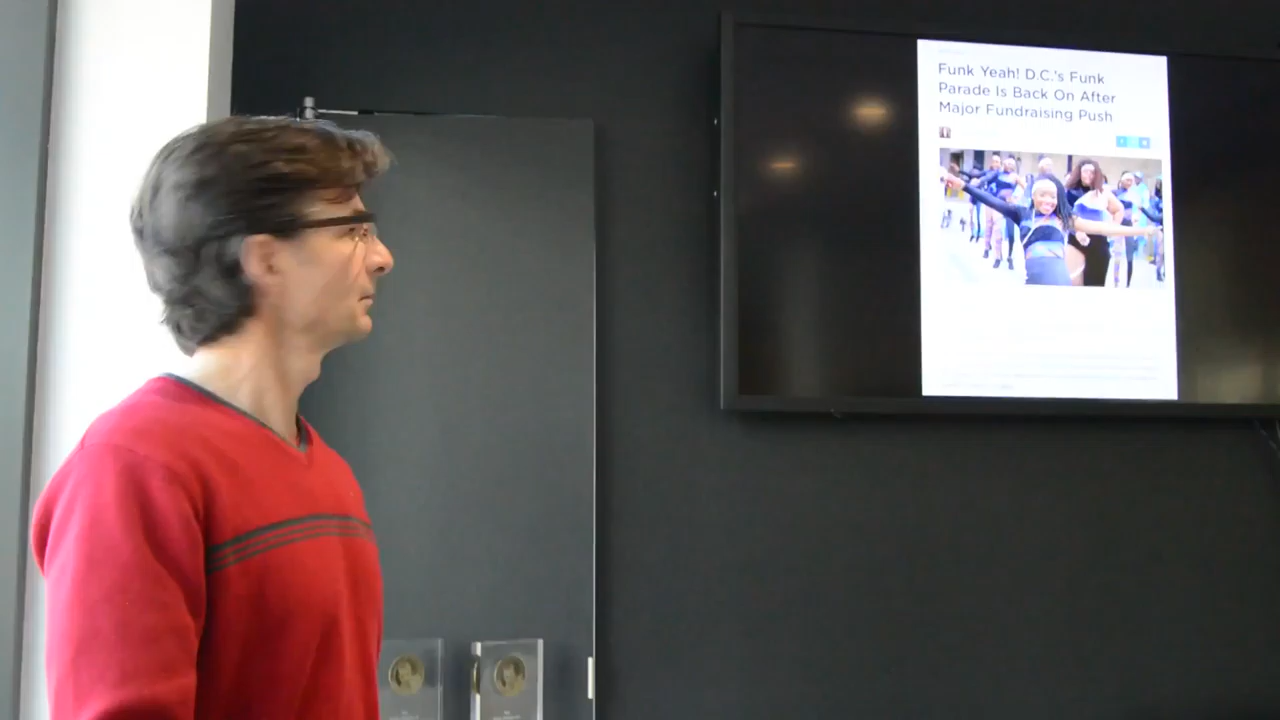 Funk Yeah! D.C.'s Funk
Parade Is Back On After
Major Fundraising Push